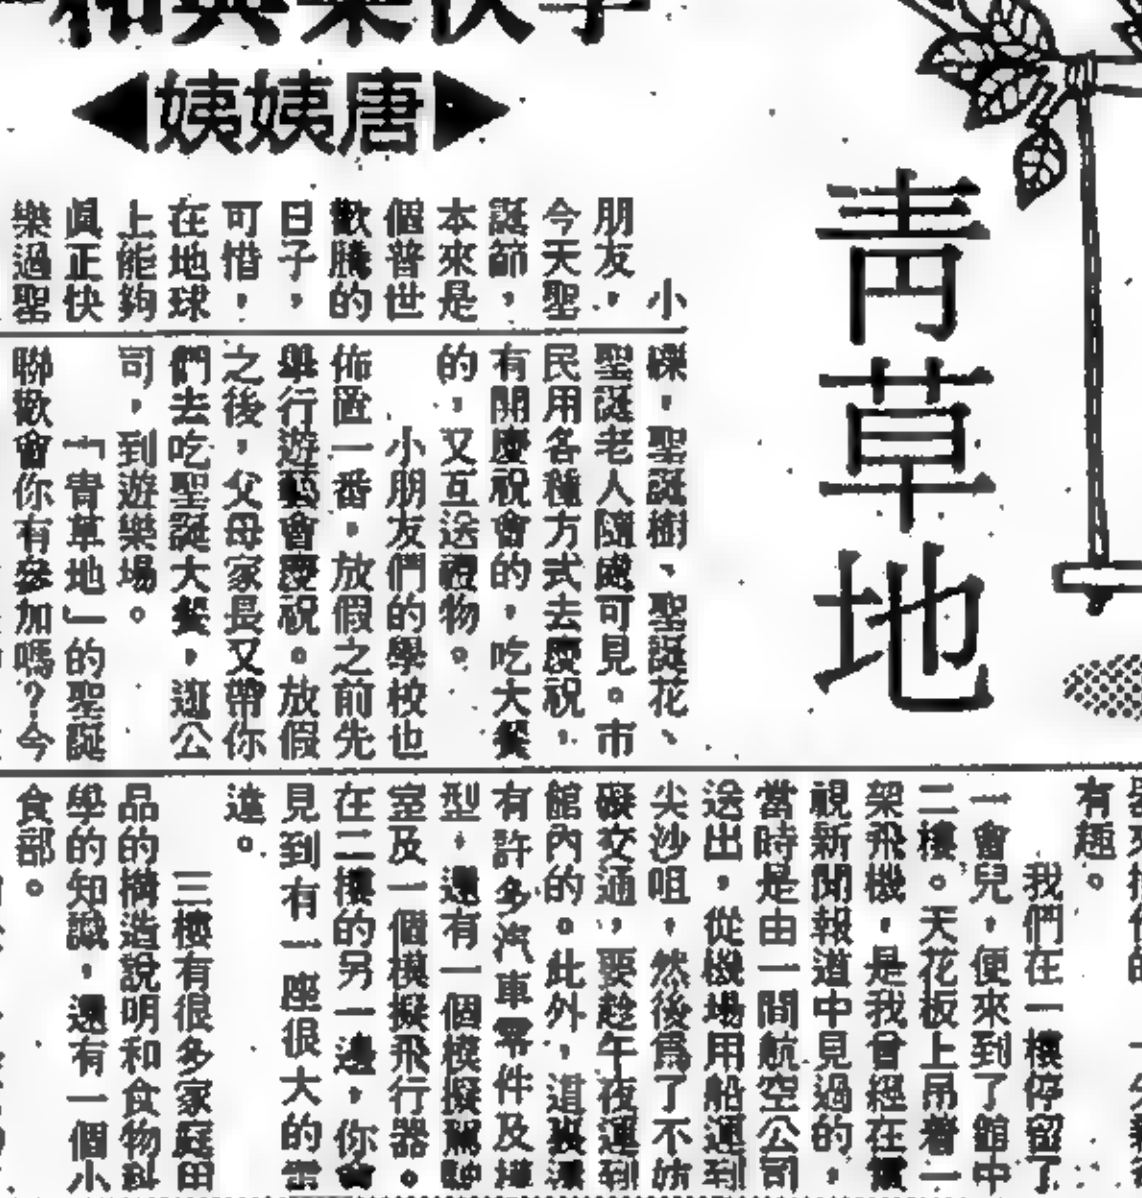 ◀姨姨唐▶
青草地
小
朋友，
今天聖
誕節，
本來是
個普世
歡騰的
日子，
可惜，
在地球
上能夠
眞正快
樂過聖
聖誕樹、聖誕花、
聖誕老人隨處可見。市
民用各種方式去慶祝，
有開慶祝會的，吃大餐
的，又互送禮物。
小朋友們的學校也
佈置一番，放假之前先
舉行遊藝會慶祝。放假
之後，父母家長又帶你
們去吃聖誕大餐，逛公
司，到遊樂場。
「青草地」的聖誕
聯歡會你有參加嗎？今
有趣。
我們在一樓停留了
一會兒，便來到了館中
二樓。天花板上吊着一
架飛機，是我曾經在電
視新聞報道中見過的，
當時是由一間航空公司
送出，從機場用船運到
尖沙咀，然後爲了不妨
礙交通，要趁午夜運到
館內的。此外，這裏還
有許多汽車零件及模
型，還有一個模擬駕駛
室及一個模擬飛行器。
在二樓的另一邊，你會
見到有一座很大的雷
達。
三樓有很多家庭用
品的構造說明和食物科
學的知識，還有一個小
食部。